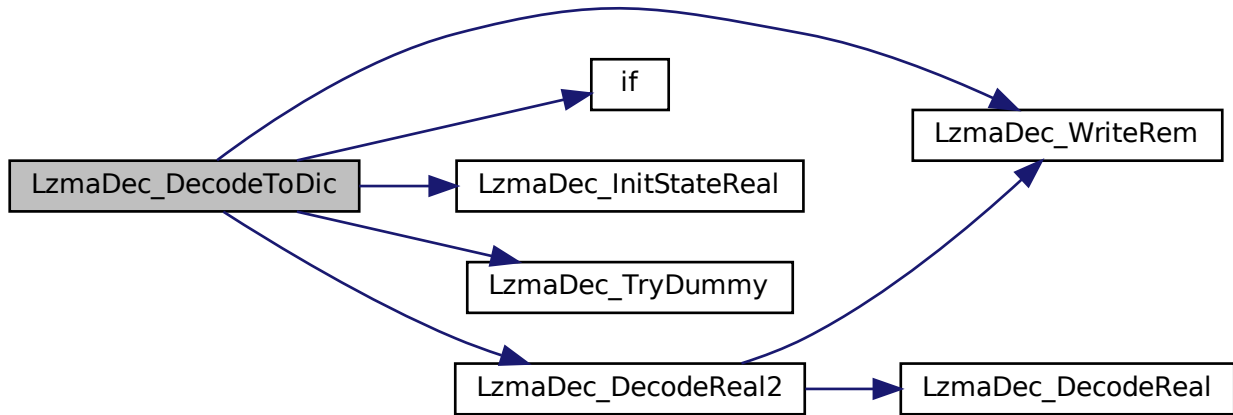 if
LzmaDec_WriteRem
LzmaDec_DecodeToDic
LzmaDec_InitStateReal
LzmaDec_TryDummy
LzmaDec_DecodeReal2
LzmaDec_DecodeReal